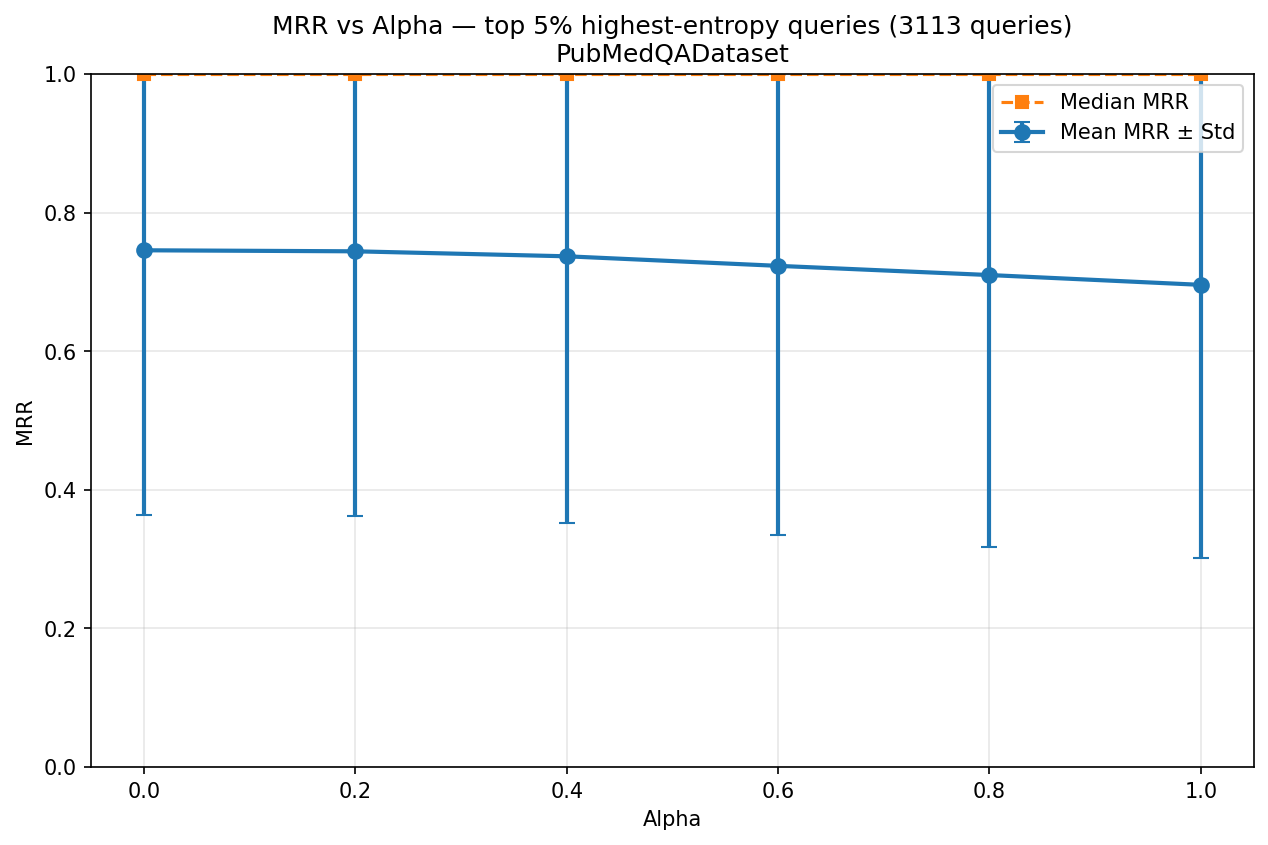 MRR vs Alpha — top 5% highest-entropy queries (3113 queries)
PubMedQADataset
Median MRR
Mean MRR ± Std
MRR
1.0
0.8
0.6
0.4
0.2
0.0
0.0 0.2 0.4 0.6 0.8 1.0
Alpha